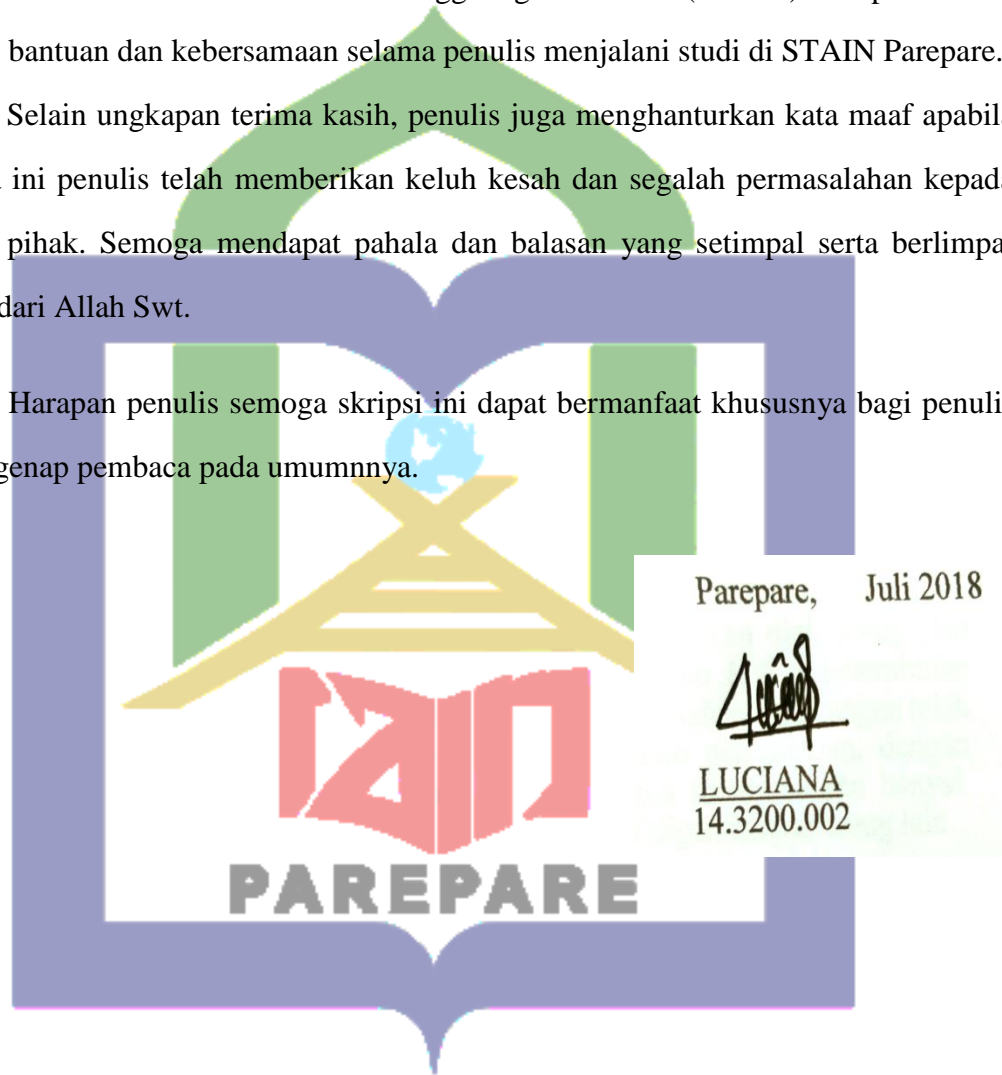 bantuan dan kebersamaan selama penulis menjalani studi di STAIN Parepare.
Selain ungkapan terima kasih, penulis juga menghanturkan kata maaf apabila
ini penulis telah memberikan keluh kesah dan segalah permasalahan kepada
pihak. Semoga mendapat pahala dan balasan yang setimpal serta berlimpa
dari Allah Swt.
Harapan penulis semoga skripsi ini dapat bermanfaat khususnya bagi penuli
genap pembaca pada umumnnya.
Parepare, Juli 2018
LUCIANA
14.3200.002
IAIN
PAREPARE